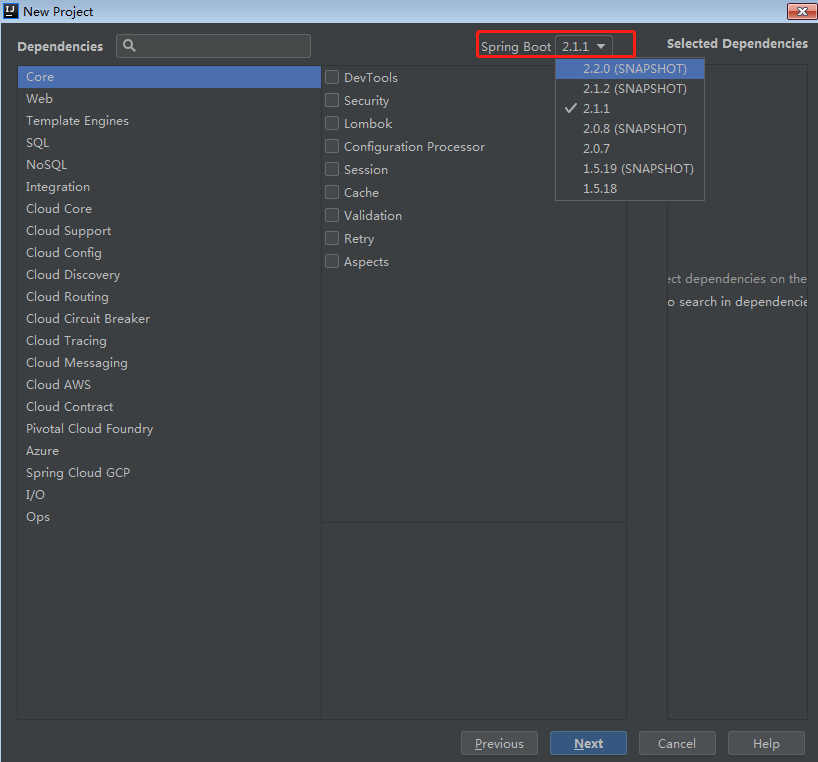 New Project
Dependencies
Spring Boot 2.1.1
Selected Dependencies
Core
Web
Template Engines
SQL
NoSQL
Integration
Cloud Core
Cloud Support
Cloud Config
Cloud Discovery
Cloud Routing
Cloud Circuit Breaker
Cloud Tracing
Cloud Messaging
Cloud AWS
Cloud Contract
Pivotal Cloud Foundry
Azure
Spring Cloud GCP
I/O
Ops
DevTools
Security
Lombok
Configuration Processor
Session
Cache
Validation
Retry
Aspects
2.2.0 (SNAPSHOT)
2.1.2 (SNAPSHOT)
2.1.1
2.0.8 (SNAPSHOT)
2.0.7
1.5.19 (SNAPSHOT)
1.5.18
ect dependencies on the
o search in dependencie
Previous
Next
Cancel
Help